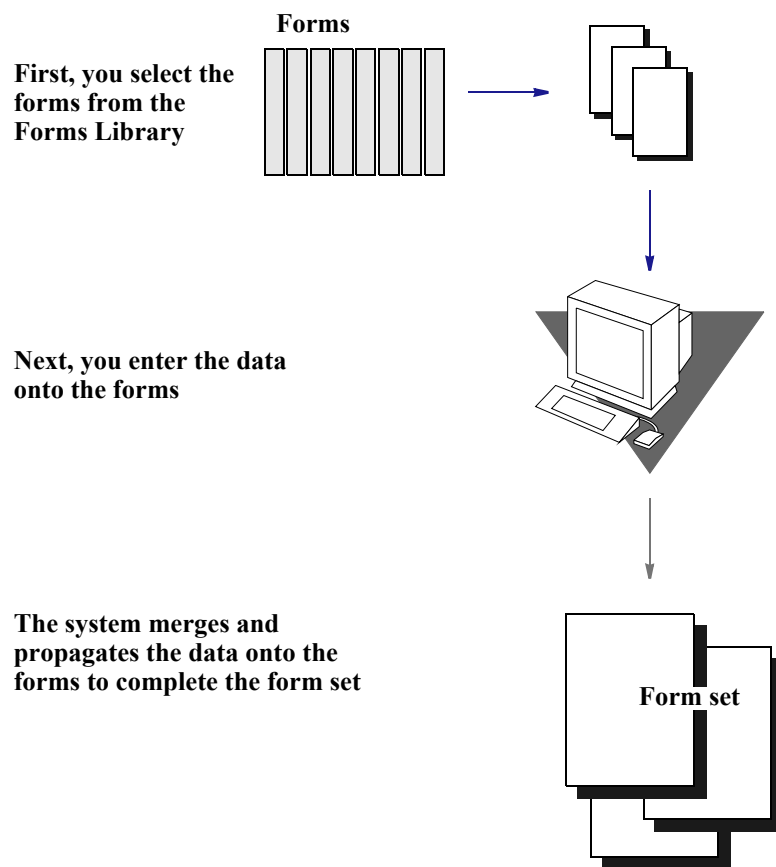 Forms
First, you select the
forms from the
Forms Library
Next, you enter the data
onto the forms
The system merges and
propagates the data onto the
forms to complete the form set
Form set